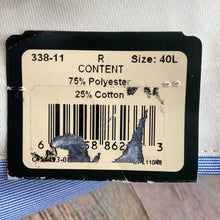 338-11 R Size: 40L
CONTENT
75% Polyester
25% Cotton
6 58 862 3